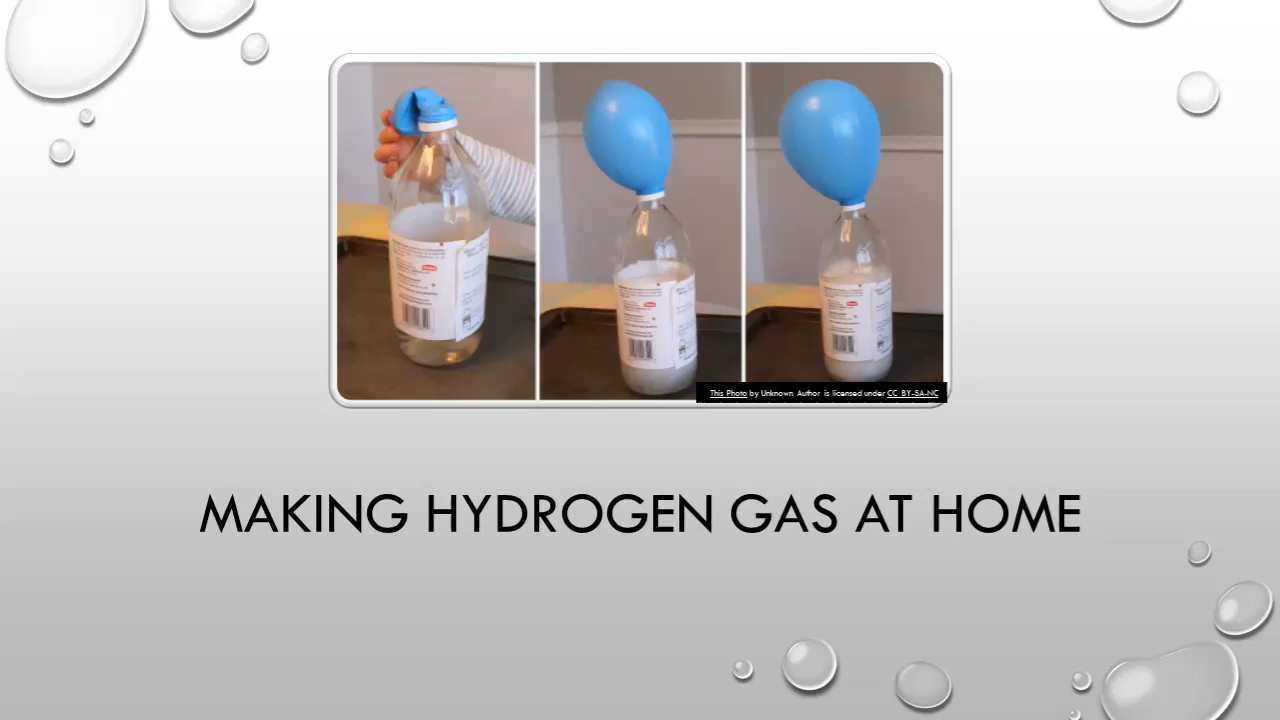 This Photo by Unknown Author is licensed under CC BY-SA-NC
MAKING HYDROGEN GAS AT HOME